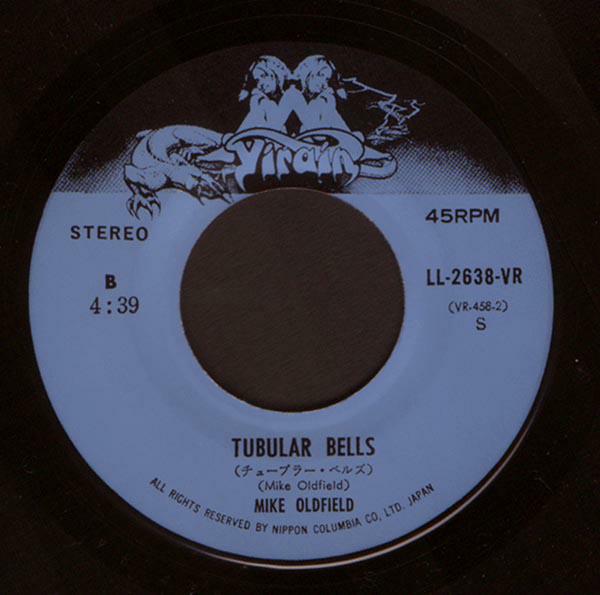 Virgin
STEREO
45RPM
B
4:39
LL-2638-VR
(VR-458-2)
S
TUBULAR BELLS
(チューブラー・ベルズ)
(Mike Oldfield)
MIKE OLDFIELD
ALL RIGHTS RESERVED BY NIPPON COLUMBIA CO, LTD. JAPAN